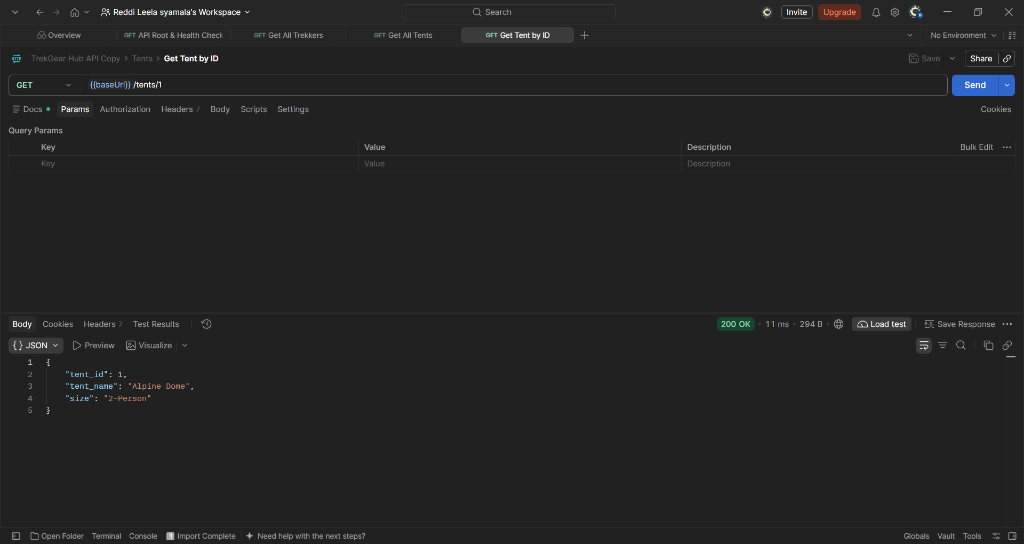 Reddi Leela syamala's Workspace
Search
Invite
Upgrade
Overview
GET API Root & Health Check
GET Get All Trekkers
GET Get All Tents
GET Get Tent by ID
No Environment
TrekGear Hub API Copy > Tents > Get Tent by ID
Save
Share
GET
{{baseUrl}} /tents/1
Send
Docs
Params
Authorization
Headers 7
Body
Scripts
Settings
Cookies
Query Params
Key
Value
Description
Bulk Edit
Key
Value
Description
Body
Cookies
Headers 7
Test Results
200 OK
11 ms
294 B
Load test
Save Response
{} JSON
Preview
Visualize
1 {
2 "tent_id": 1,
3 "tent_name": "Alpine Dome",
4 "size": "2-Person"
5 }
Open Folder
Terminal
Console
Import Complete
Need help with the next steps?
Globals
Vault
Tools